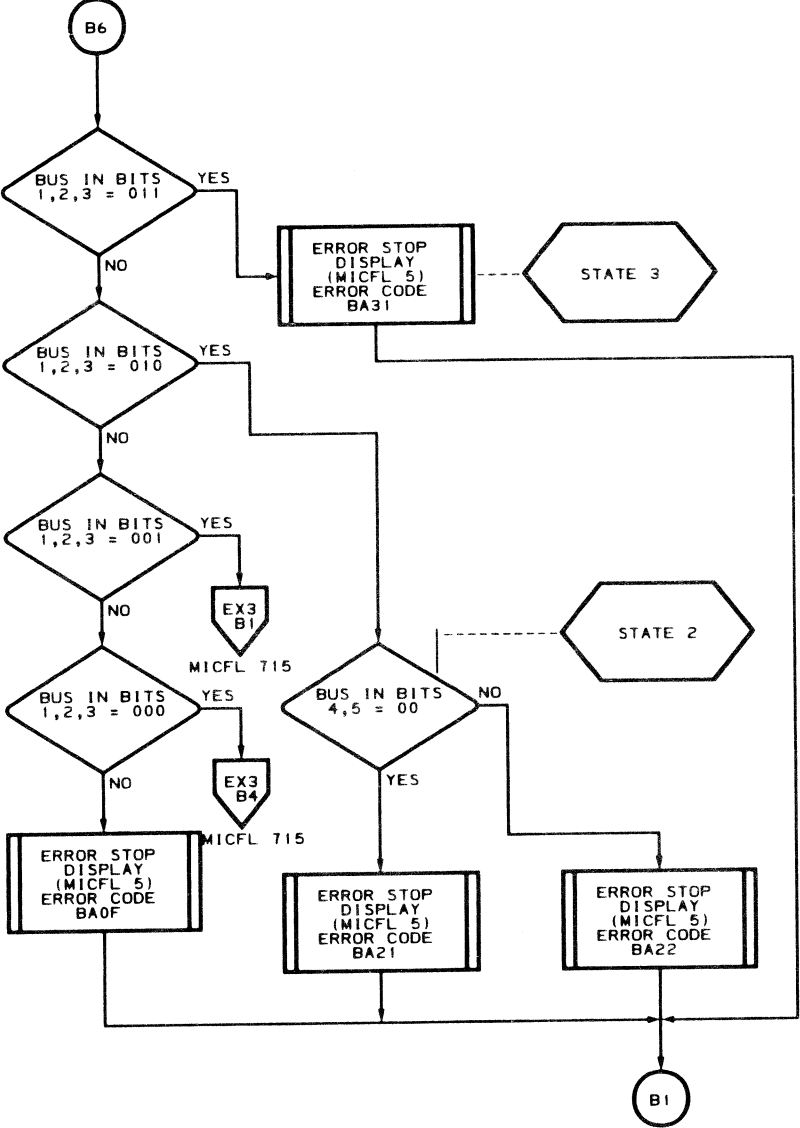 B6
BUS IN BITS
1,2,3 = 011
YES
NO
ERROR STOP
DISPLAY
(MICFL 5)
ERROR CODE
BA31
STATE 3
BUS IN BITS
1,2,3 = 010
YES
NO
BUS IN BITS
1,2,3 = 001
YES
NO
EX3
B1
MICFL 715
STATE 2
BUS IN BITS
1,2,3 = 000
YES
NO
BUS IN BITS
4,5 = 00
NO
YES
EX3
B4
MICFL 715
ERROR STOP
DISPLAY
(MICFL 5)
ERROR CODE
BA0F
ERROR STOP
DISPLAY
(MICFL 5)
ERROR CODE
BA21
ERROR STOP
DISPLAY
(MICFL 5)
ERROR CODE
BA22
B1